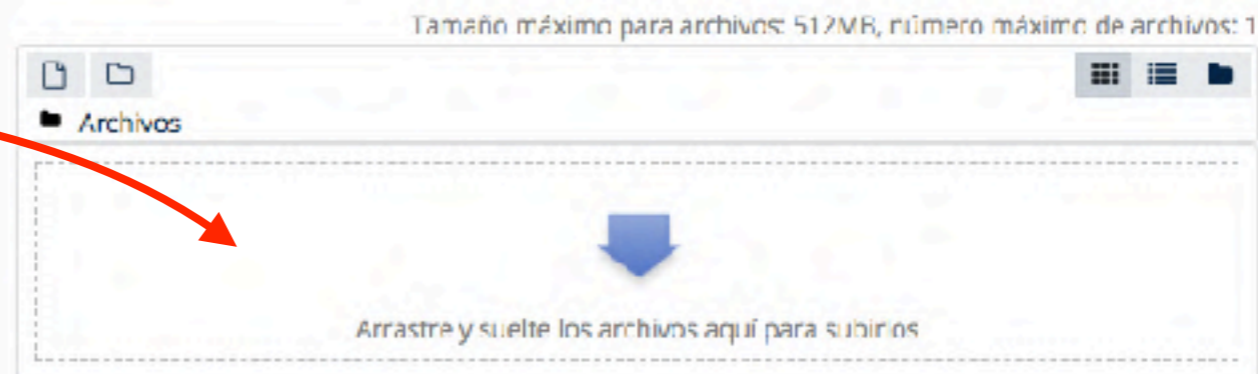 Tamaño máximo para archivos: 512MB, número máximo de archivos: 1
Archivos
Arrastre y suelte los archivos aquí para subirlos